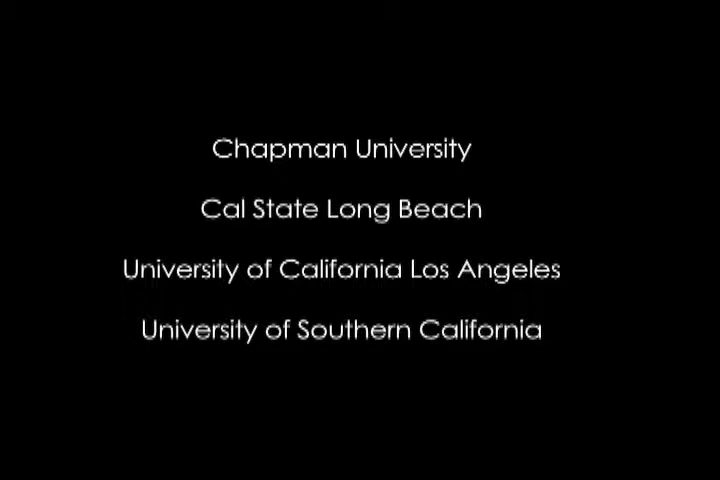 Chapman University
Cal State Long Beach
University of California Los Angeles
University of Southern California